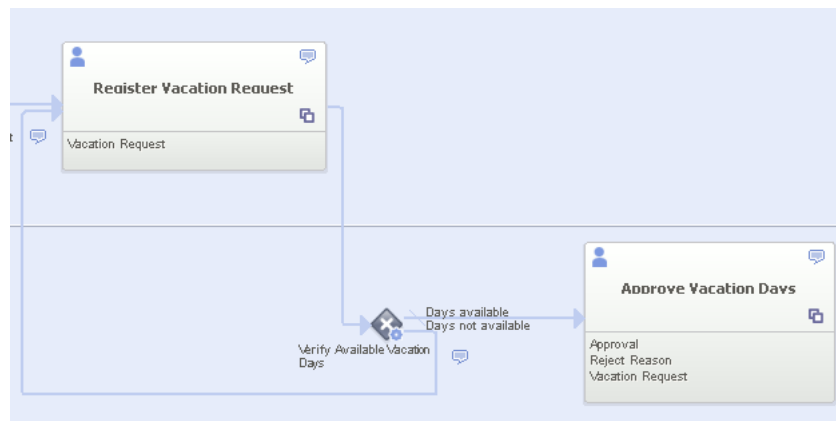 Register Vacation Request
t
Vacation Request
Approve Vacation Days
Days available
Days not available
Verify Available Vacation
Days
Approval
Reject Reason
Vacation Request